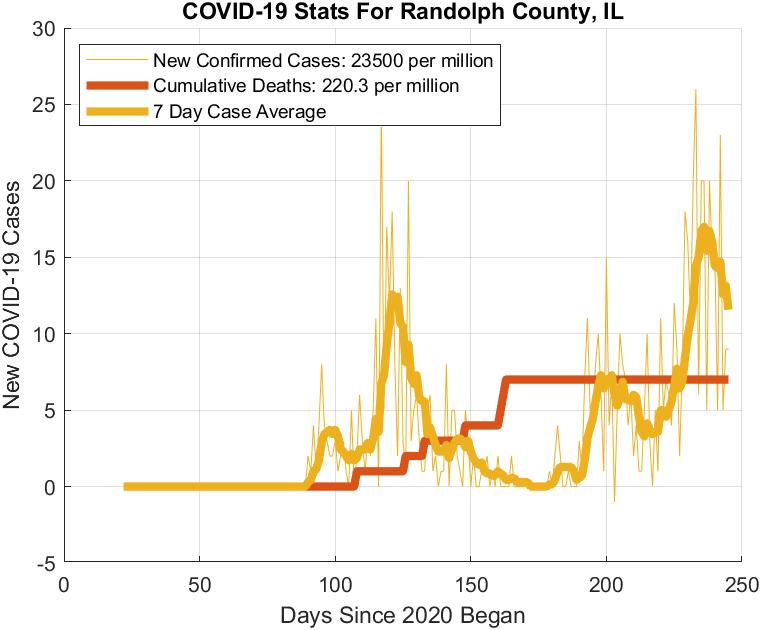 COVID-19 Stats For Randolph County, IL
30
25
20
15
10
5
0
-5
New COVID-19 Cases
New Confirmed Cases: 23500 per million
Cumulative Deaths: 220.3 per million
7 Day Case Average
0
50
100
150
200
250
Days Since 2020 Began